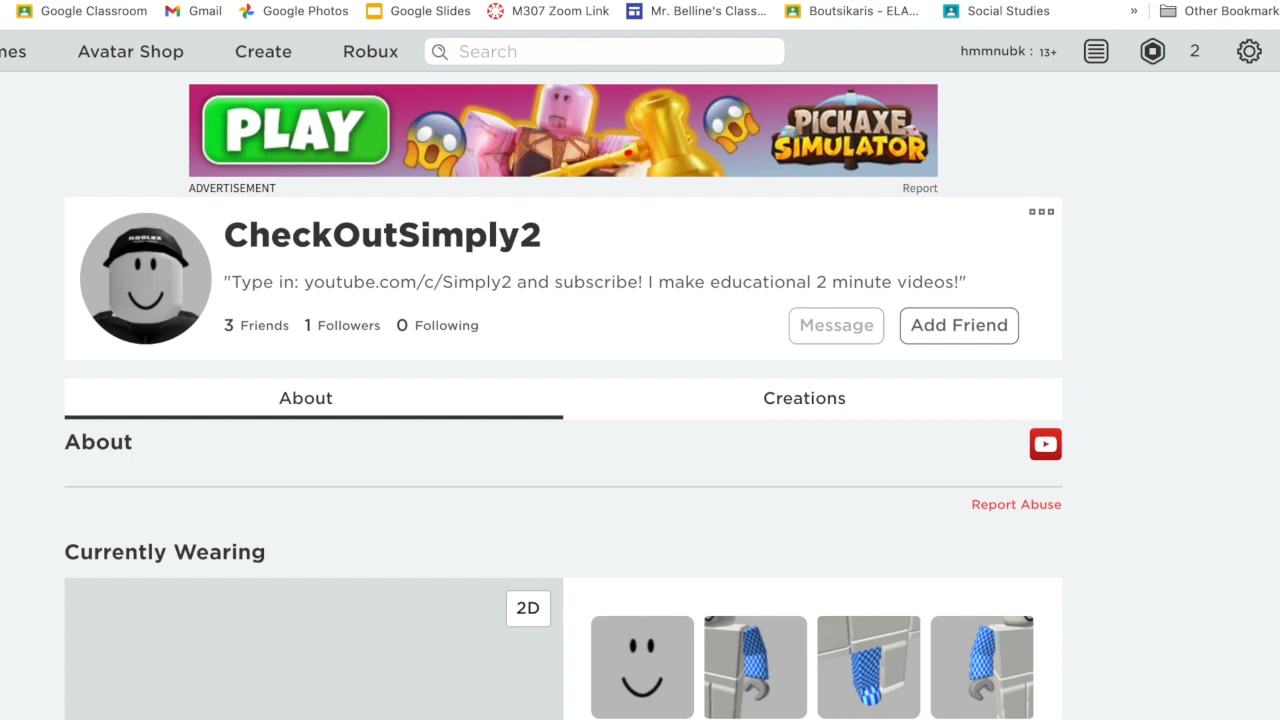 Google Classroom Gmail Google Photos Google Slides M307 Zoom Link Mr. Belline's Class... Boutsikaris - ELA... Social Studies » Other Bookmark
nes Avatar Shop Create Robux Search hmmnubk : 13+ 2
PLAY PICKAXE
SIMULATOR
ADVERTISEMENT Report
ROBLOX
CheckOutSimply2
"Type in: youtube.com/c/Simply2 and subscribe! I make educational 2 minute videos!"
3 Friends 1 Followers 0 Following Message Add Friend
About Creations
About
Report Abuse
Currently Wearing
2D